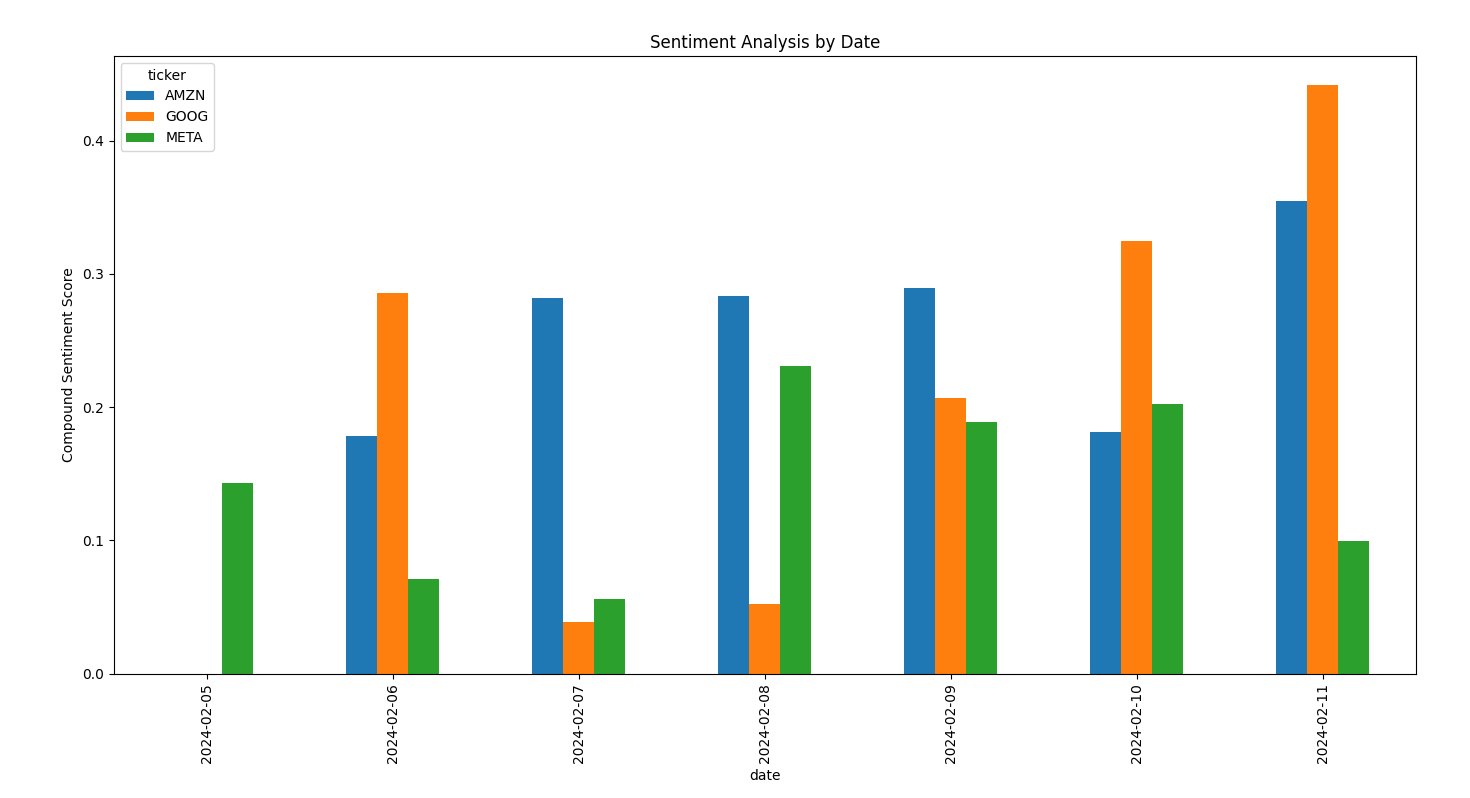 Sentiment Analysis by Date
ticker
AMZN
GOOG
META
Compound Sentiment Score
0.4
0.3
0.2
0.1
0.0
2024-02-05
2024-02-06
2024-02-07
2024-02-08
2024-02-09
2024-02-10
2024-02-11
date